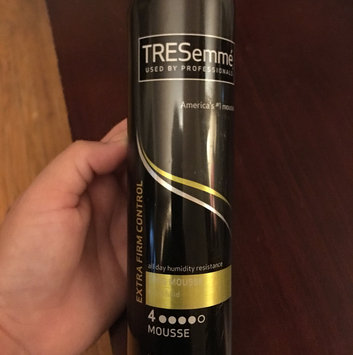 TRESemmé
USED BY PROFESSIONALS
America's #1 mousse
EXTRA FIRM CONTROL
all day humidity resistance
MOUSSE
4
MOUSSE